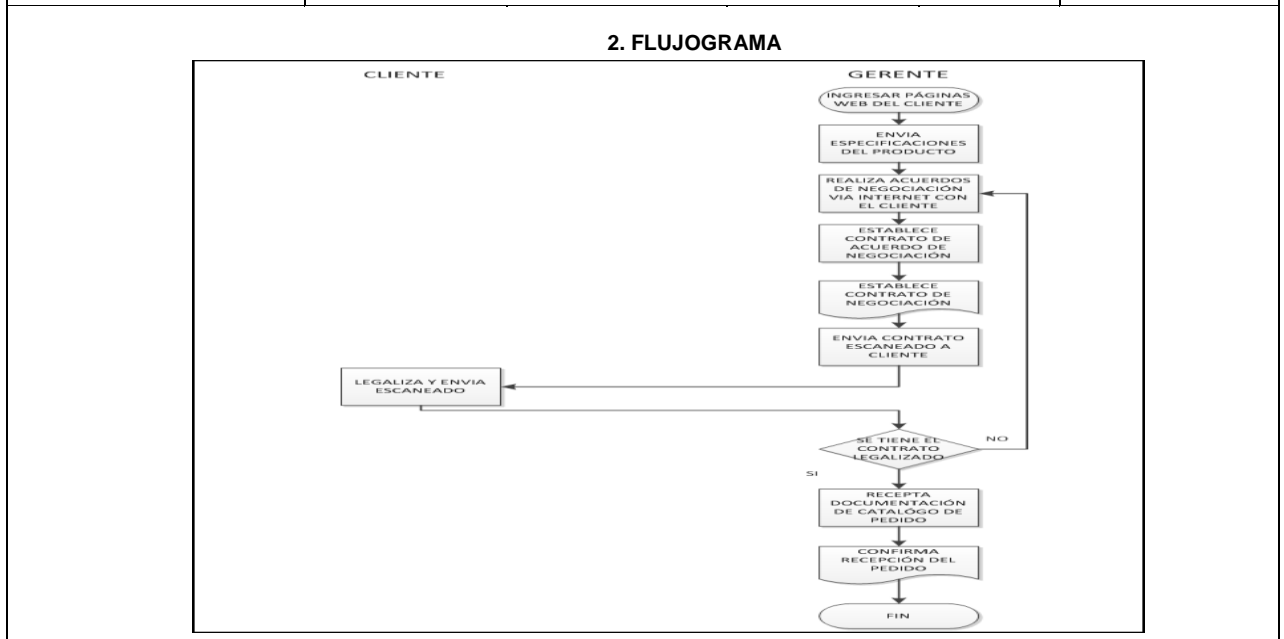 2. FLUJOGRAMA
CLIENTE
GERENTE
INGRESAR PÁGINAS
WEB DEL CLIENTE
ENVIA
ESPECIFICACIONES
DEL PRODUCTO
REALIZA ACUERDOS
DE NEGOCIACIÓN
VIA INTERNET CON
EL CLIENTE
ESTABLECE
CONTRATO DE
ACUERDO DE
NEGOCIACIÓN
ESTABLECE
CONTRATO DE
NEGOCIACIÓN
ENVIA CONTRATO
ESCANEADO A
CLIENTE
LEGALIZA Y ENVIA
ESCANEADO
SE TIENE EL
CONTRATO
LEGALIZADO
NO
SI
RECEPTA
DOCUMENTACIÓN
DE CATALÓGO DE
PEDIDO
CONFIRMA
RECEPCIÓN DEL
PEDIDO
FIN